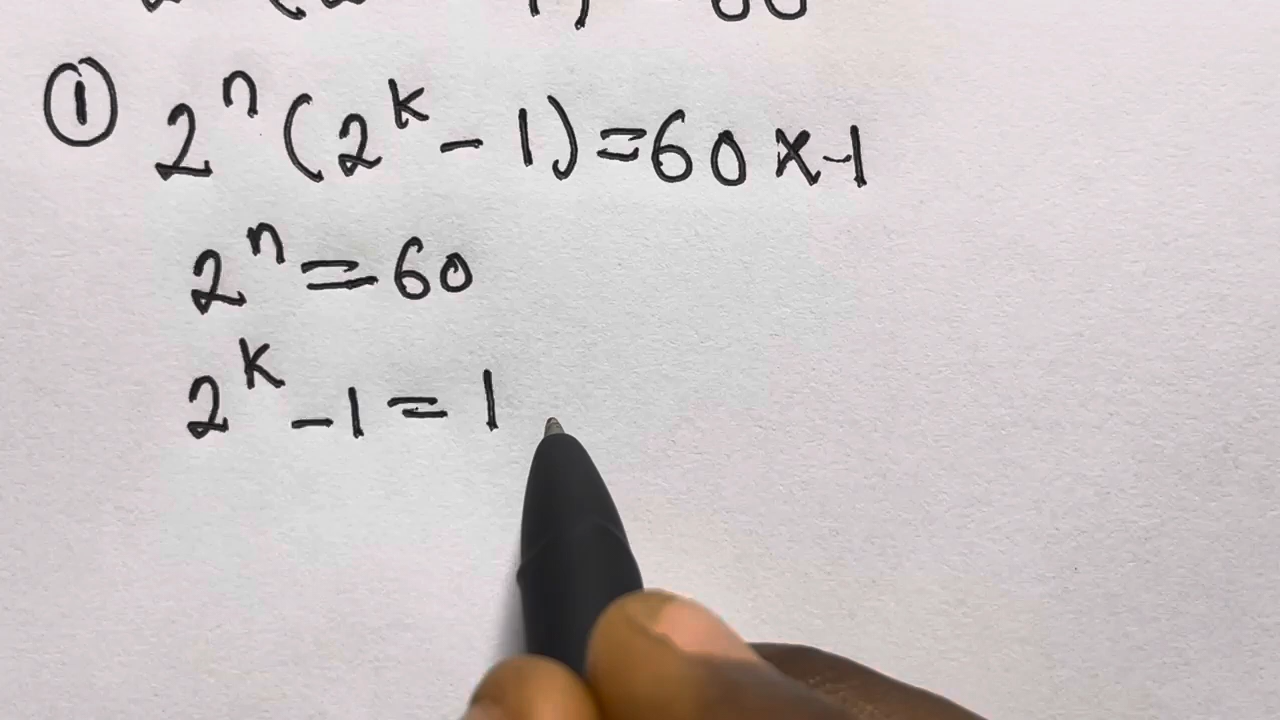 ① 2ⁿ(2ᵏ - 1) = 60 x 1
2ⁿ = 60
2ᵏ - 1 = 1